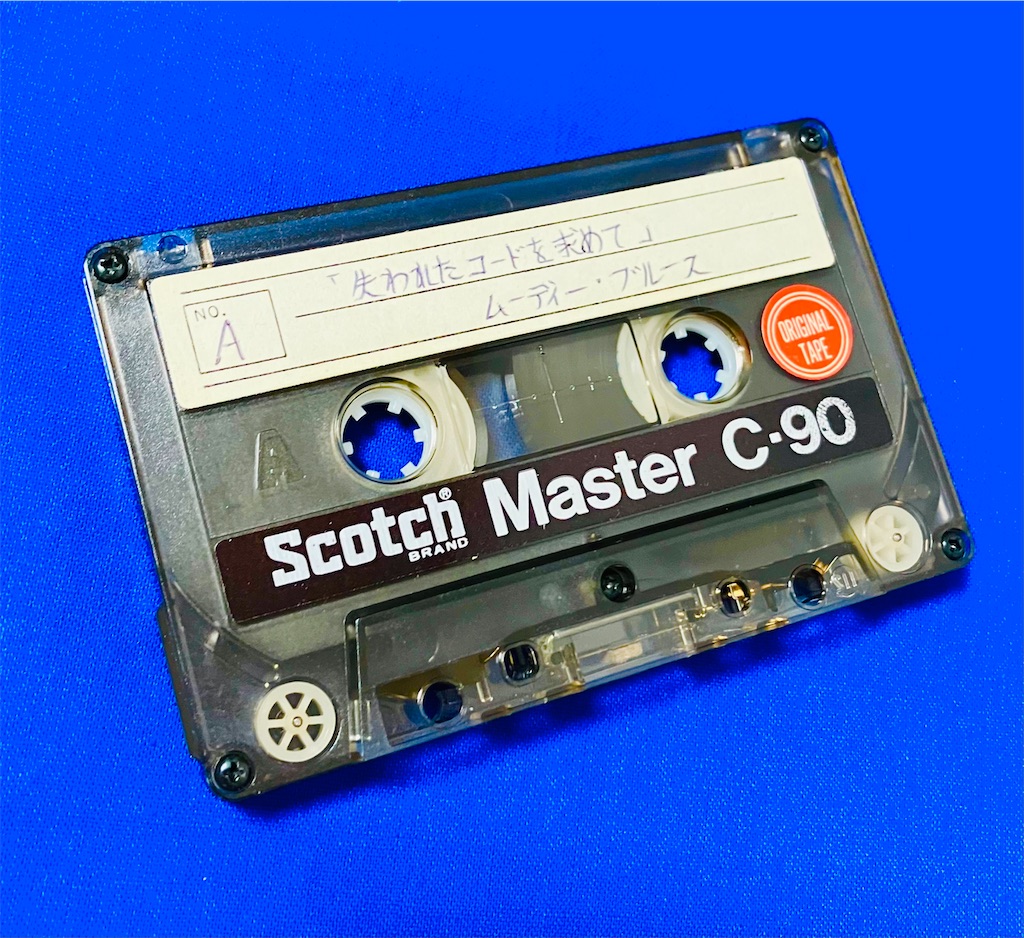 「失われたコードを求めて」
ムーディー・ブルース
NO.
A
ORIGINAL
TAPE
A
Scotch® BRAND Master C-90